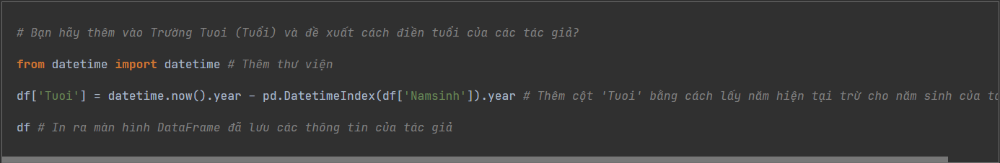 # Bạn hãy thêm vào Trường Tuoi (Tuổi) và đề xuất cách điền tuổi của các tác giả?
from datetime import datetime # Thêm thư viện
df['Tuoi'] = datetime.now().year - pd.DatetimeIndex(df['Namsinh']).year # Thêm cột 'Tuoi' bằng cách lấy năm hiện tại trừ cho năm sinh của
df # In ra màn hình DataFrame đã lưu các thông tin của tác giả